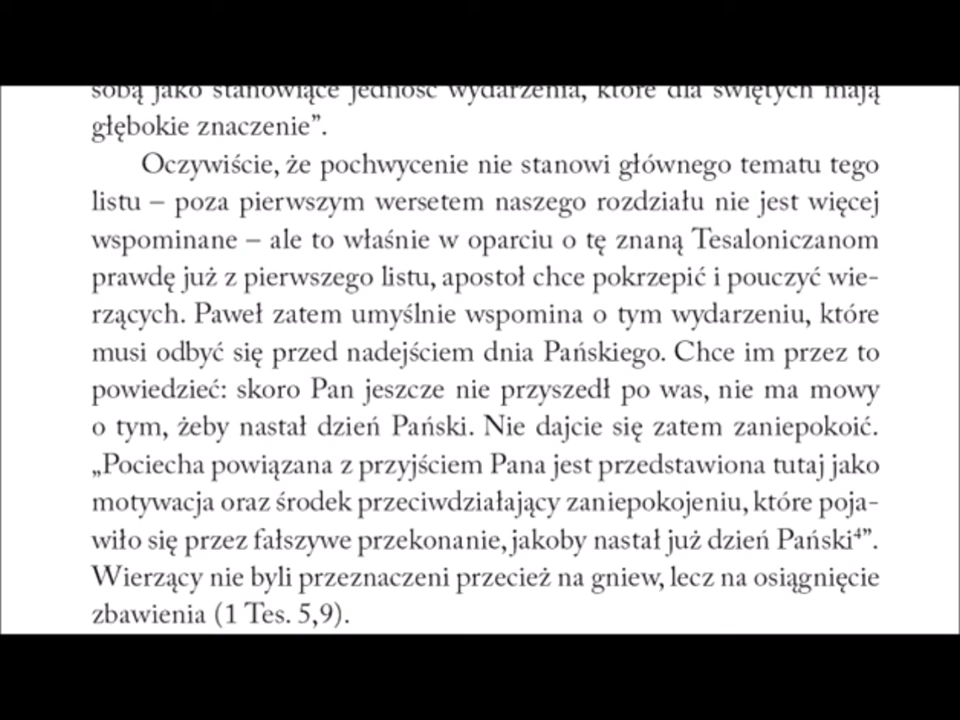 sobą jako stanowiące jedność wydarzenia, które dla świętych mają
głębokie znaczenie”.
Oczywiście, że pochwycenie nie stanowi głównego tematu tego
listu – poza pierwszym wersetem naszego rozdziału nie jest więcej
wspominane – ale to właśnie w oparciu o tę znaną Tesaloniczanom
prawdę już z pierwszego listu, apostoł chce pokrzepić i pouczyć wie-
rzących. Paweł zatem umyślnie wspomina o tym wydarzeniu, które
musi odbyć się przed nadejściem dnia Pańskiego. Chce im przez to
powiedzieć: skoro Pan jeszcze nie przyszedł po was, nie ma mowy
o tym, żeby nastał dzień Pański. Nie dajcie się zatem zaniepokoić.
„Pociecha powiązana z przyjściem Pana jest przedstawiona tutaj jako
motywacja oraz środek przeciwdziałający zaniepokojeniu, które poja-
wiło się przez fałszywe przekonanie, jakoby nastał już dzień Pański⁴”.
Wierzący nie byli przeznaczeni przecież na gniew, lecz na osiągnięcie
zbawienia (1 Tes. 5,9).